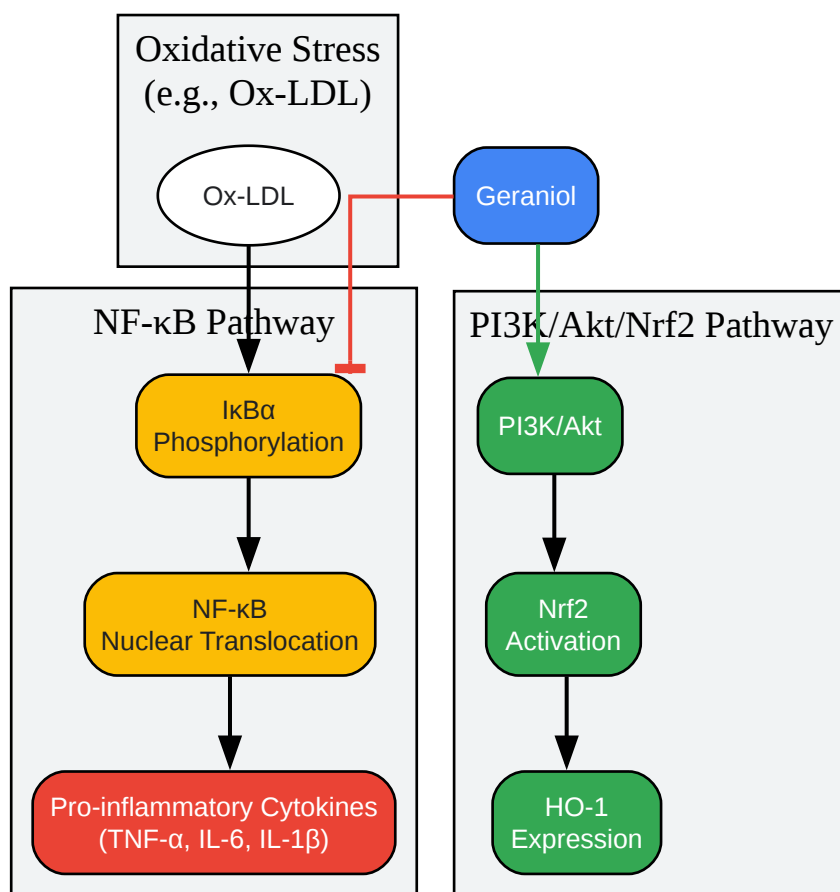 Oxidative Stress
(e.g., Ox-LDL)
Ox-LDL
Geraniol
NF-κB Pathway
IκBα
Phosphorylation
NF-κB
Nuclear Translocation
Pro-inflammatory Cytokines
(TNF-α, IL-6, IL-1β)
PI3K/Akt/Nrf2 Pathway
PI3K/Akt
Nrf2
Activation
HO-1
Expression